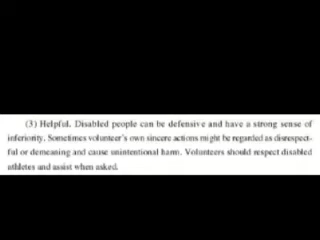 (3) Helpful. Disabled people can be defensive and have a strong sense of
inferiority. Sometimes volunteer's own sincere actions might be regarded as disrespect-
ful or demeaning and cause unintentional harm. Volunteers should respect disabled
athletes and assist when asked.